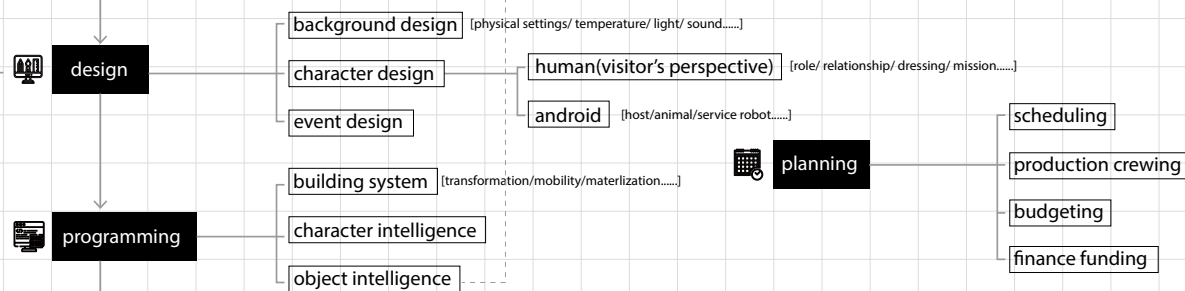 background design [physical settings/ temperature/ light/ sound......]
design
character design
human(visitor's perspective) [role/ relationship/ dressing/ mission......]
event design
android [host/animal/service robot......]
planning
scheduling
production crewing
budgeting
finance funding
building system [transformation/mobility/materlization......]
programming
character intelligence
object intelligence